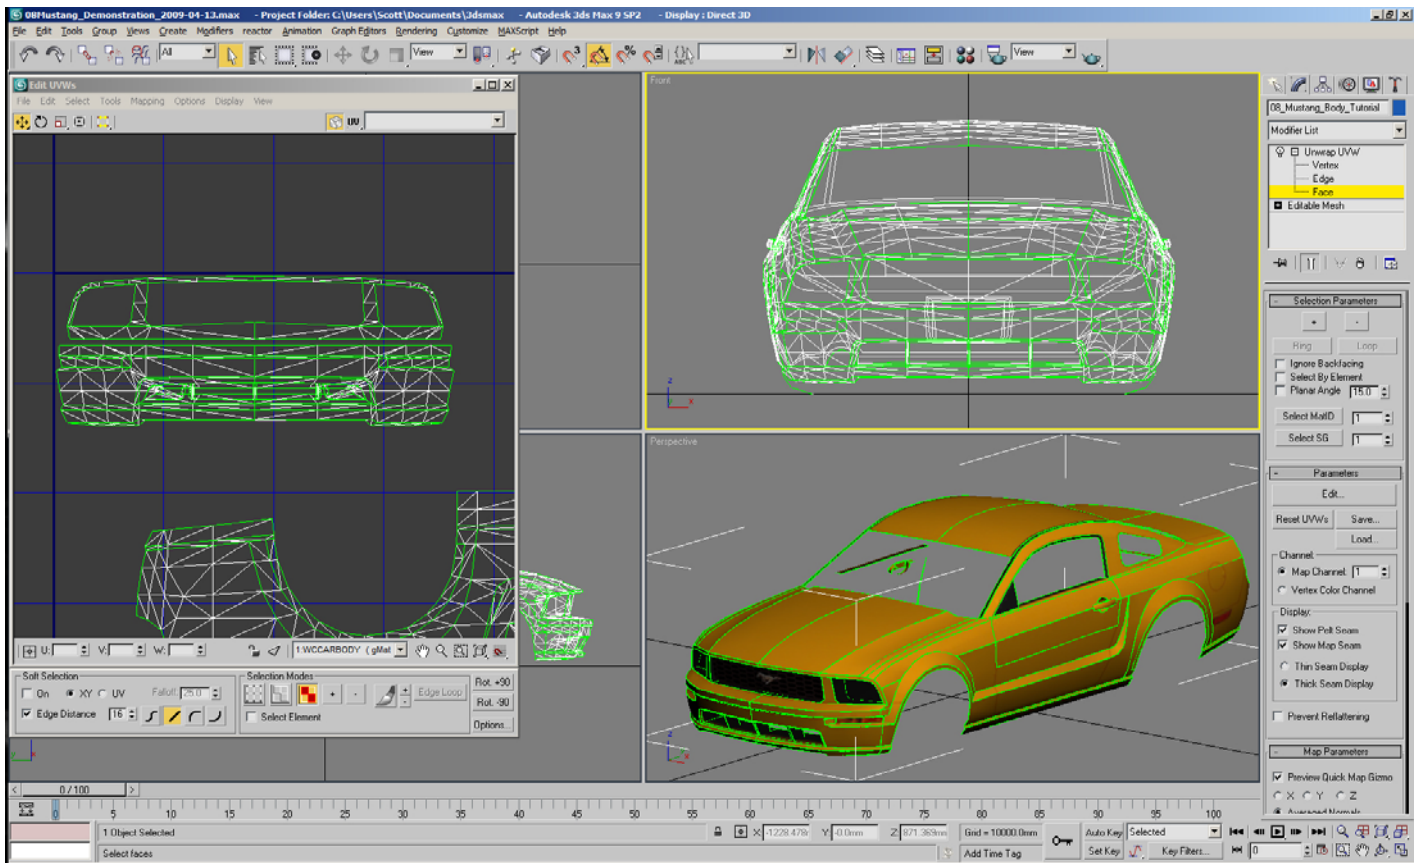 08Mustang_Demonstration_2009-04-13.max - Project Folder: C:\Users\Scott\Documents\3dsmax - Autodesk 3ds Max 9 SP2 - Display : Direct 3D
File Edit Tools Group Views Create Modifiers reactor Animation Graph Editors Rendering Customize MAXScript Help
All View View
Edit UVWs
File Edit Select Tools Mapping Options Display View
UV
Front
08_Mustang_Body_Tutorial
Modifier List
Unwrap UVW
Vertex
Edge
Face
Editable Mesh
Selection Parameters
+ -
Ring Loop
Ignore Backfacing
Select By Element
Planar Angle 15.0
Select MatID 1
Select SG 1
Perspective
Parameters
Edit...
Reset UVWs Save...
Load...
Channel:
Map Channel: 1
Vertex Color Channel
Display:
Show Pelt Seam
Show Map Seam
Thin Seam Display
Thick Seam Display
Prevent Reflattening
Map Parameters
Preview Quick Map Gizmo
X Y Z
Averaged Normals
U: V: W: 1:WCCARBODY ( gMat
Soft Selection
On XY UV Falloff: 25.0
Edge Distance 16
Selection Modes
+ - Edge Loop
Select Element
Rot. +90
Rot. -90
Options...
0 / 100
0 5 10 15 20 25 30 35 40 45 50 55 60 65 70 75 80 85 90 95 100
1 Object Selected X -1228.478 Y -0.0mm Z 871.369mm Grid = 10000.0mm Auto Key Selected
Select faces Add Time Tag Set Key Key Filters... 0